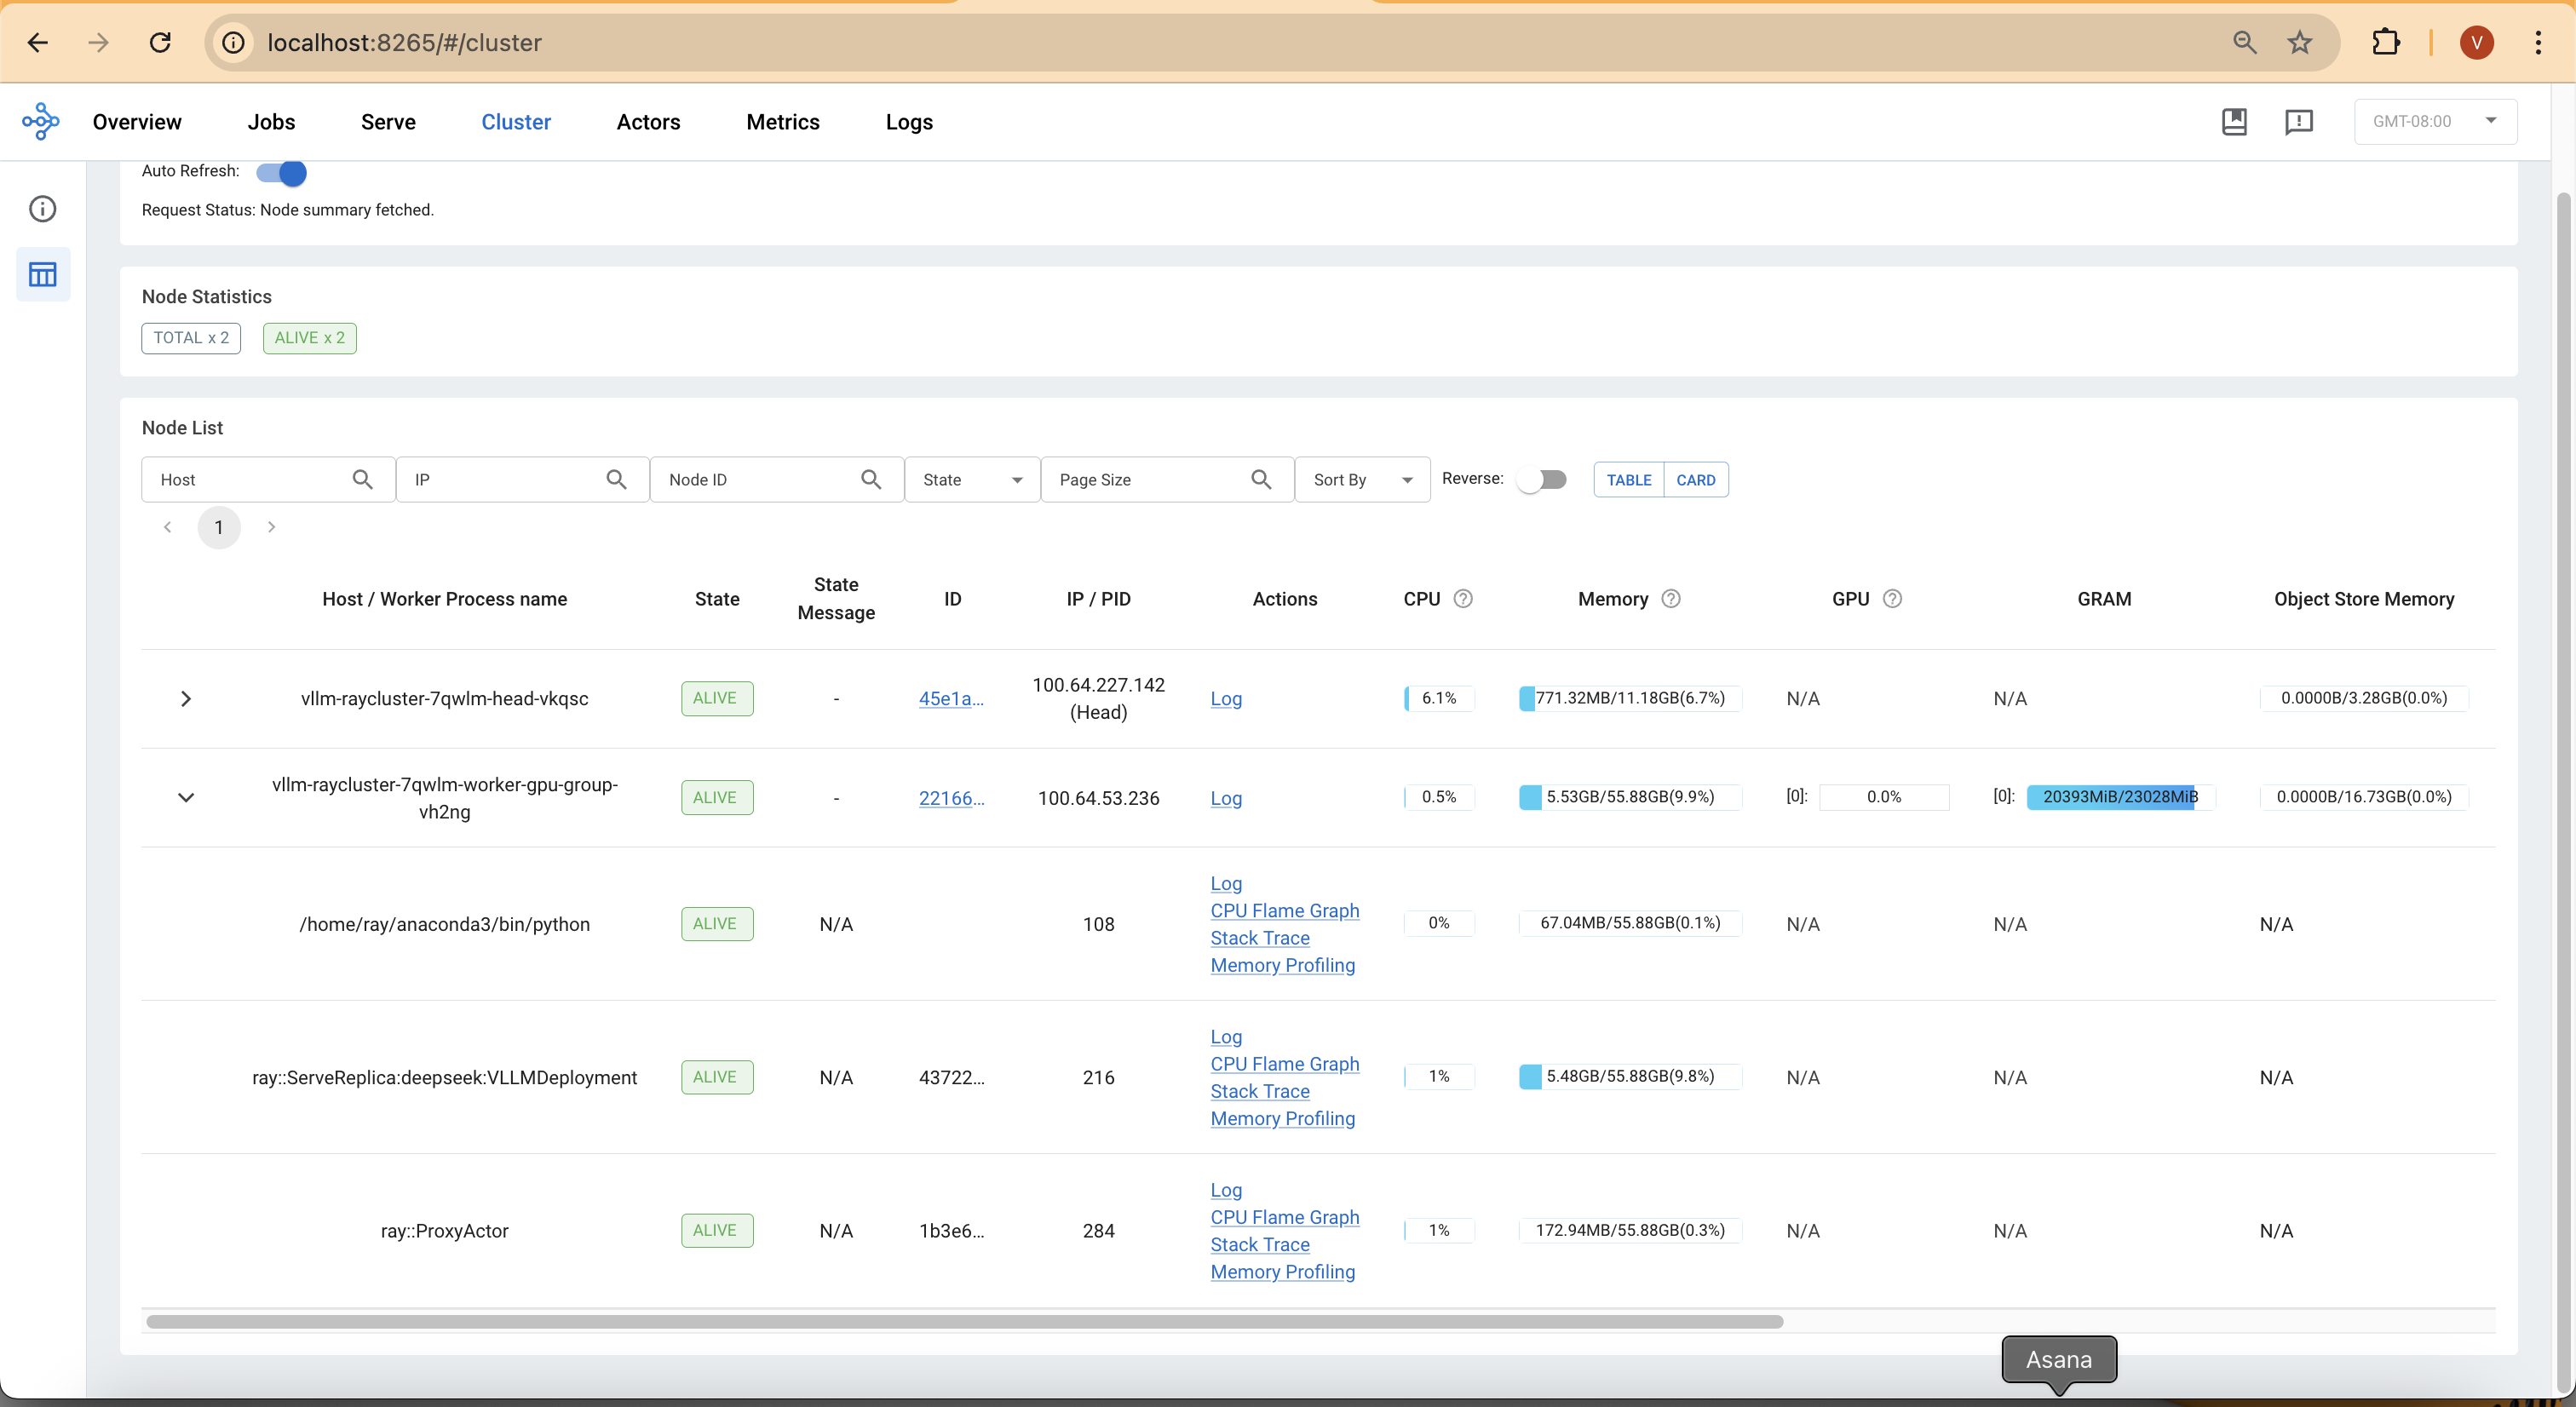 localhost:8265/#/cluster
V
Overview Jobs Serve Cluster Actors Metrics Logs
GMT-08:00
Auto Refresh:
Request Status: Node summary fetched.
Node Statistics
TOTAL x 2 ALIVE x 2
Node List
Host IP Node ID State Page Size Sort By Reverse: TABLE CARD
1
Host / Worker Process name State State Message ID IP / PID Actions CPU Memory GPU GRAM Object Store Memory
vllm-raycluster-7qwlm-head-vkqsc ALIVE - 45e1a... 100.64.227.142 (Head) Log 6.1% 771.32MB/11.18GB(6.7%) N/A N/A 0.0000B/3.28GB(0.0%)
vllm-raycluster-7qwlm-worker-gpu-group-vh2ng ALIVE - 22166... 100.64.53.236 Log 0.5% 5.53GB/55.88GB(9.9%) [0]: 0.0% [0]: 20393MiB/23028MiB 0.0000B/16.73GB(0.0%)
/home/ray/anaconda3/bin/python ALIVE N/A 108 Log CPU Flame Graph Stack Trace Memory Profiling 0% 67.04MB/55.88GB(0.1%) N/A N/A N/A
ray::ServeReplica:deepseek:VLLMDeployment ALIVE N/A 43722... 216 Log CPU Flame Graph Stack Trace Memory Profiling 1% 5.48GB/55.88GB(9.8%) N/A N/A N/A
ray::ProxyActor ALIVE N/A 1b3e6... 284 Log CPU Flame Graph Stack Trace Memory Profiling 1% 172.94MB/55.88GB(0.3%) N/A N/A N/A
Asana